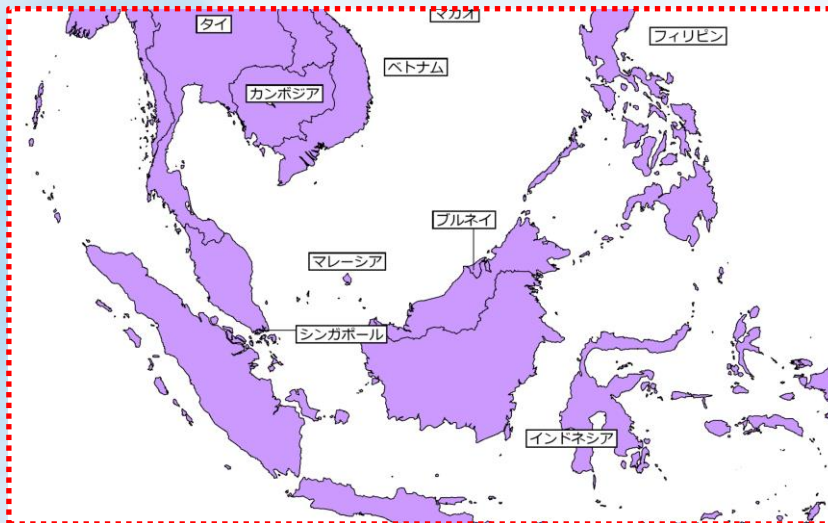 マカオ
タイ
フィリピン
ベトナム
カンボジア
ブルネイ
マレーシア
シンガポール
インドネシア